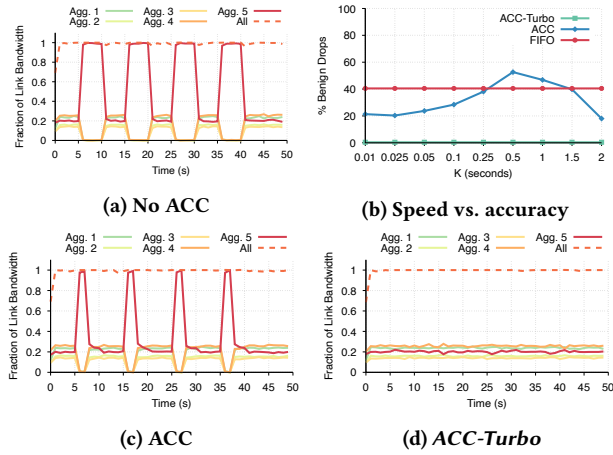 Agg. 1 Agg. 3 Agg. 5
Agg. 2 Agg. 4 All
Fraction of Link Bandwidth
1
0.8
0.6
0.4
0.2
0
0 5 10 15 20 25 30 35 40 45 50
Time (s)
(a) No ACC
ACC-Turbo
ACC
FIFO
% Benign Drops
100
80
60
40
20
0
0.01 0.025 0.05 0.1 0.25 0.5 1 1.5 2
K (seconds)
(b) Speed vs. accuracy
Agg. 1 Agg. 3 Agg. 5
Agg. 2 Agg. 4 All
Fraction of Link Bandwidth
1
0.8
0.6
0.4
0.2
0
0 5 10 15 20 25 30 35 40 45 50
Time (s)
(c) ACC
Agg. 1 Agg. 3 Agg. 5
Agg. 2 Agg. 4 All
Fraction of Link Bandwidth
1
0.8
0.6
0.4
0.2
0
0 5 10 15 20 25 30 35 40 45 50
Time (s)
(d) ACC-Turbo